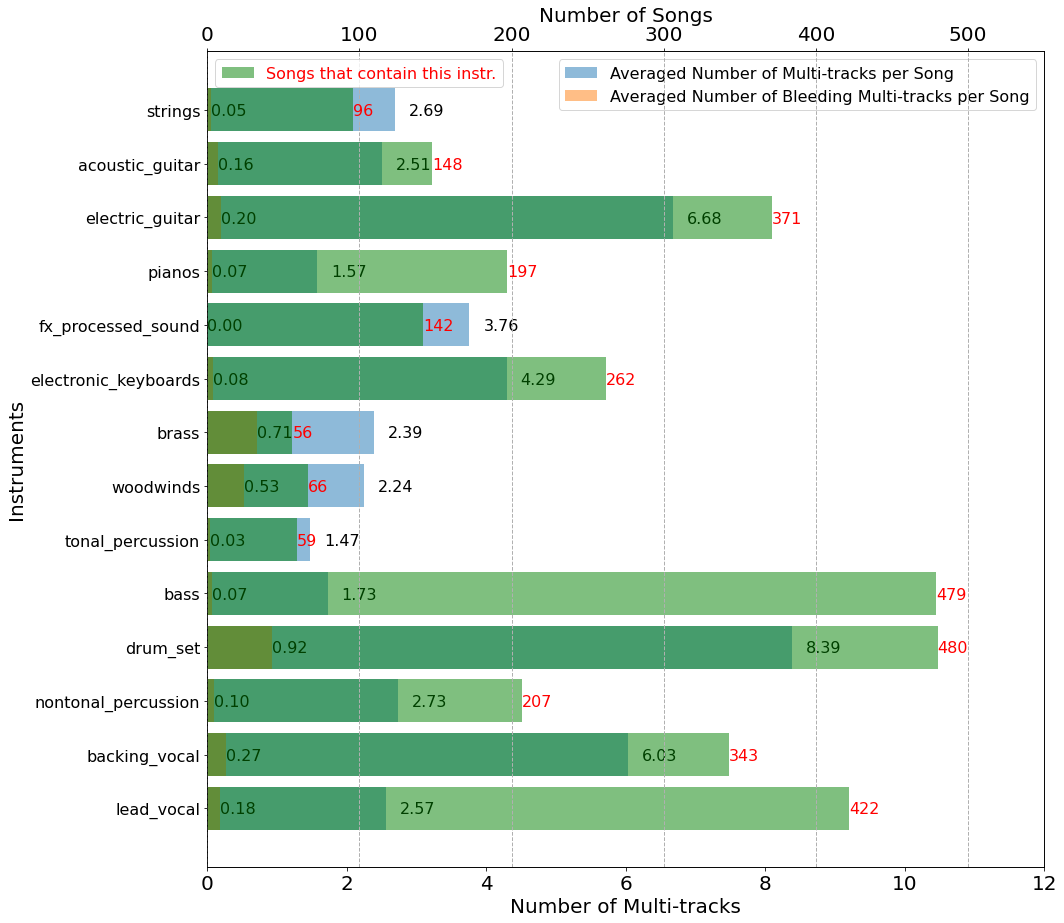 Number of Songs
0 100 200 300 400 500
Songs that contain this instr.
Averaged Number of Multi-tracks per Song
Averaged Number of Bleeding Multi-tracks per Song
strings 0.05 96 2.69
acoustic_guitar 0.16 2.51 148
electric_guitar 0.20 6.68 371
pianos 0.07 1.57 197
fx_processed_sound 0.00 142 3.76
electronic_keyboards 0.08 4.29 262
brass 0.71 56 2.39
woodwinds 0.53 66 2.24
tonal_percussion 0.03 59 1.47
bass 0.07 1.73 479
drum_set 0.92 8.39 480
nontonal_percussion 0.10 2.73 207
backing_vocal 0.27 6.03 343
lead_vocal 0.18 2.57 422
Instruments
0 2 4 6 8 10 12
Number of Multi-tracks